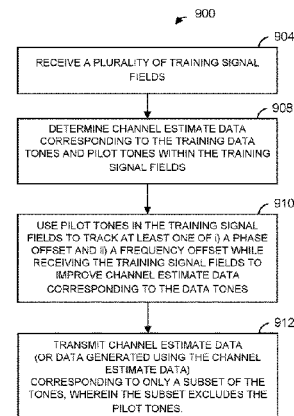 900
904
RECEIVE A PLURALITY OF TRAINING SIGNAL
FIELDS
908
DETERMINE CHANNEL ESTIMATE DATA
CORRESPONDING TO THE TRAINING DATA
TONES AND PILOT TONES WITHIN THE TRAINING
SIGNAL FIELDS
910
USE PILOT TONES IN THE TRAINING SIGNAL
FIELDS TO TRACK AT LEAST ONE OF i) A PHASE
OFFSET AND ii) A FREQUENCY OFFSET WHILE
RECEIVING THE TRAINING SIGNAL FIELDS TO
IMPROVE CHANNEL ESTIMATE DATA
CORRESPONDING TO THE DATA TONES
912
TRANSMIT CHANNEL ESTIMATE DATA
(OR DATA GENERATED USING THE CHANNEL
ESTIMATE DATA)
CORRESPONDING TO ONLY A SUBSET OF THE
TONES, WHEREIN THE SUBSET EXCLUDES THE
PILOT TONES.